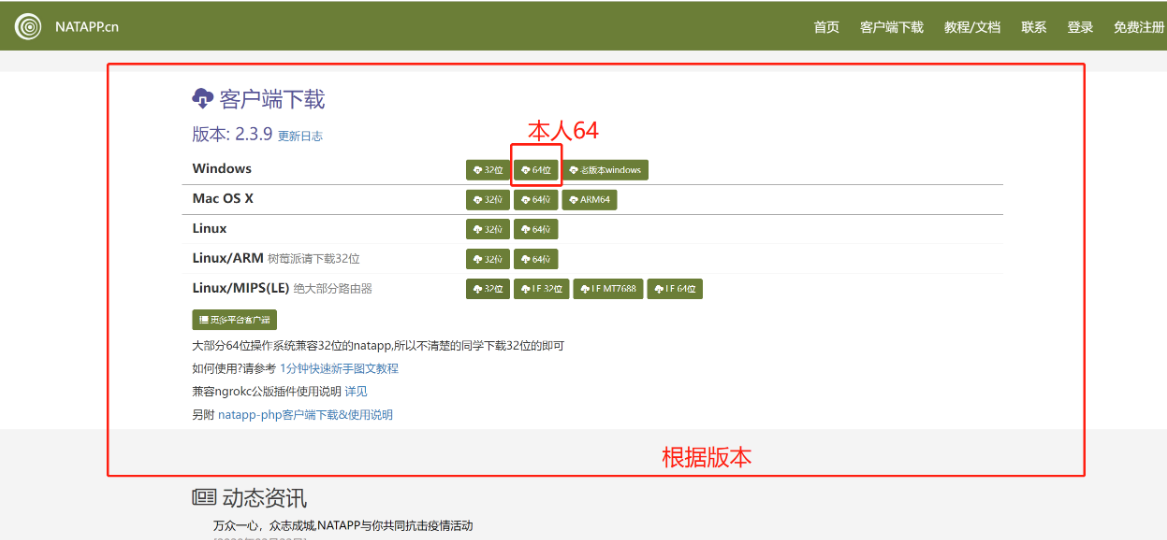 NATAPP.cn 首页 客户端下载 教程/文档 联系 登录 免费注册
客户端下载
版本: 2.3.9 更新日志
本人64
Windows 32位 64位 老版本windows
Mac OS X 32位 64位 ARM64
Linux 32位 64位
Linux/ARM 树莓派请下载32位 32位 64位
Linux/MIPS(LE) 绝大部分路由器 32位 LE 32位 LE MT7688 LE 64位
更多平台客户端
大部分64位操作系统兼容32位的natapp,所以不清楚的同学下载32位的即可
如何使用?请参考 1分钟快速新手图文教程
兼容ngrokc公版插件使用说明 详见
另附 natapp-php客户端下载&使用说明
根据版本
动态资讯
万众一心，众志成城,NATAPP与你共同抗击疫情活动